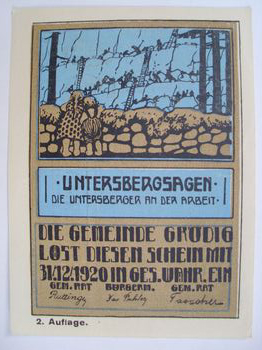 · UNTERSBERGSAGEN ·
DIE UNTERSBERGER AN DER ARBEIT
DIE GEMEINDE GRÖDIG
LÖST DIESEN SCHEIN MIT
31.12.1920 IN GES. WÄHR. EIN
GEM. RAT BÜRGERM. GEM. RAT
2. Auflage.